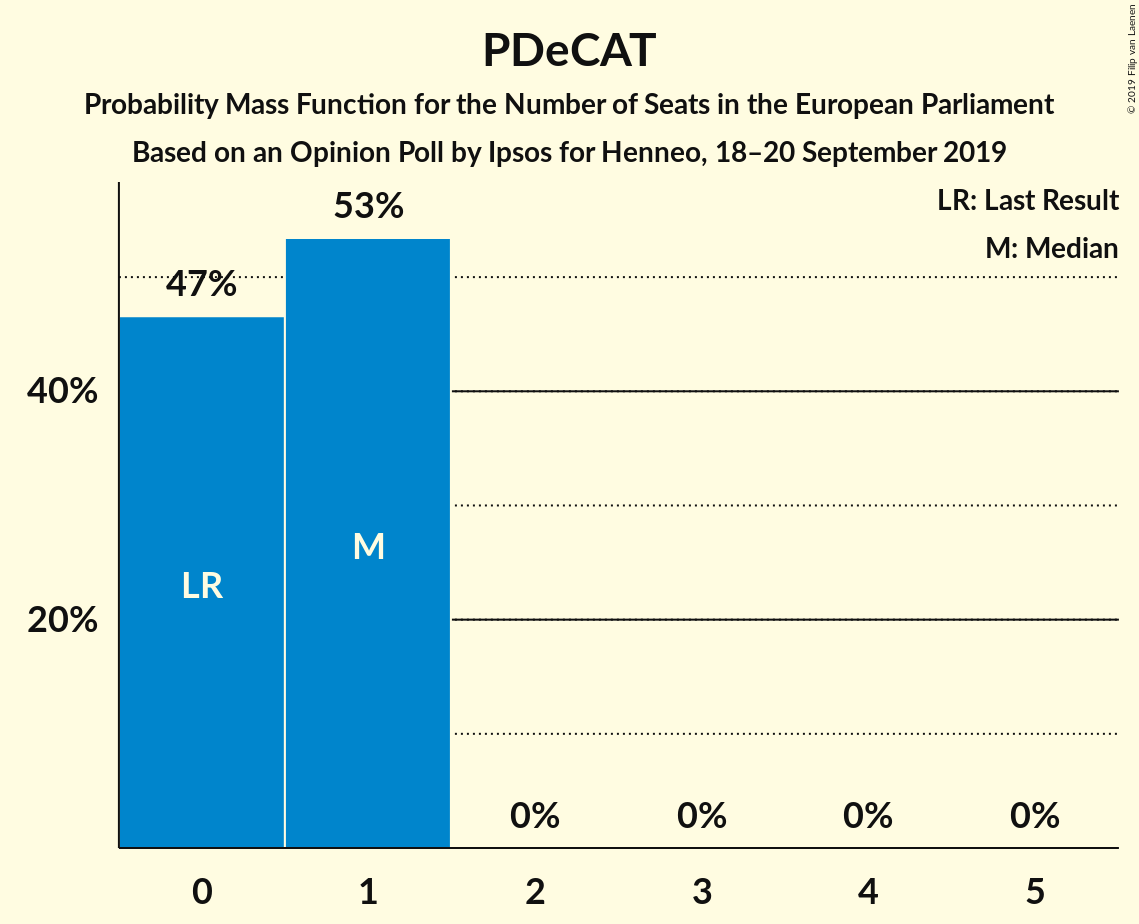 PDeCAT
Probability Mass Function for the Number of Seats in the European Parliament
Based on an Opinion Poll by Ipsos for Henneo, 18–20 September 2019
© 2019 Filip van Laenen
LR: Last Result
M: Median
53%
47%
40%
M
LR
20%
0% 0% 0% 0%
0 1 2 3 4 5